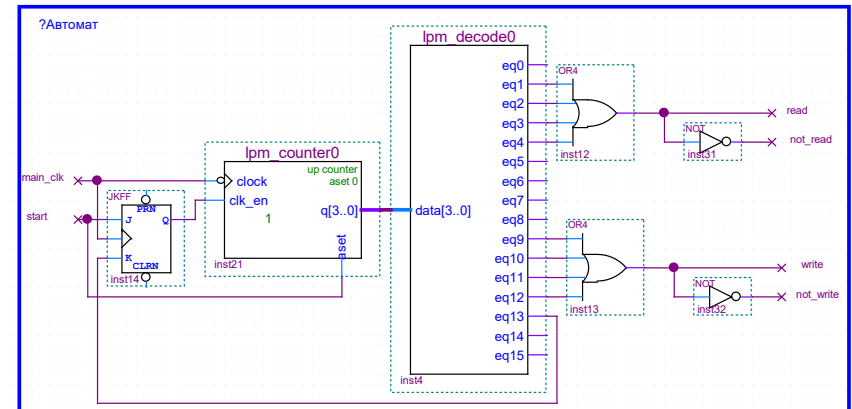 ?Автомат
lpm_decode0
eq0
eq1
eq2
eq3
eq4
eq5
eq6
eq7
eq8
eq9
eq10
eq11
eq12
eq13
eq14
eq15
data[3..0]
inst4
OR4
inst12
read
NOT
inst31
not_read
lpm_counter0
up counter
aset 0
clock
clk_en
1
q[3..0]
aset
inst21
main_clk
start
JKFF
PRN
J
Q
K
CLRN
inst14
OR4
inst13
write
NOT
inst32
not_write